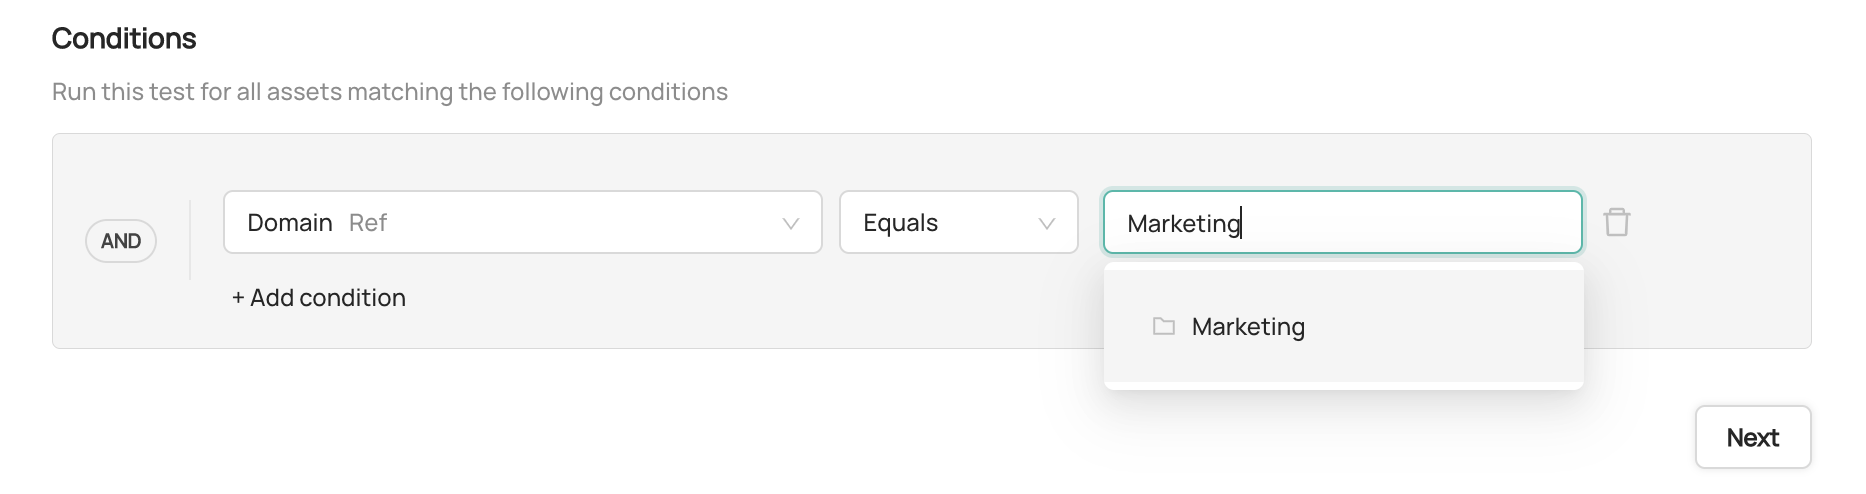 Conditions
Run this test for all assets matching the following conditions
AND
Domain Ref
Equals
Marketing
+ Add condition
Marketing
Next